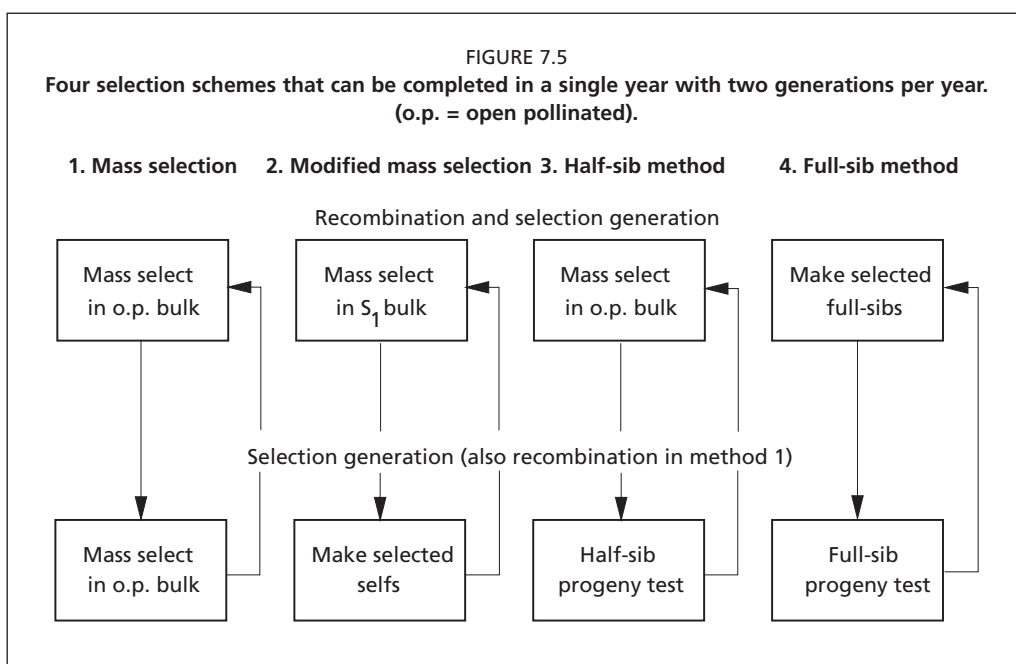 FIGURE 7.5
Four selection schemes that can be completed in a single year with two generations per year.
(o.p. = open pollinated).
1. Mass selection 2. Modified mass selection 3. Half-sib method 4. Full-sib method
Recombination and selection generation
Mass select
in o.p. bulk
Mass select
in S1 bulk
Mass select
in o.p. bulk
Make selected
full-sibs
Selection generation (also recombination in method 1)
Mass select
in o.p. bulk
Make selected
selfs
Half-sib
progeny test
Full-sib
progeny test